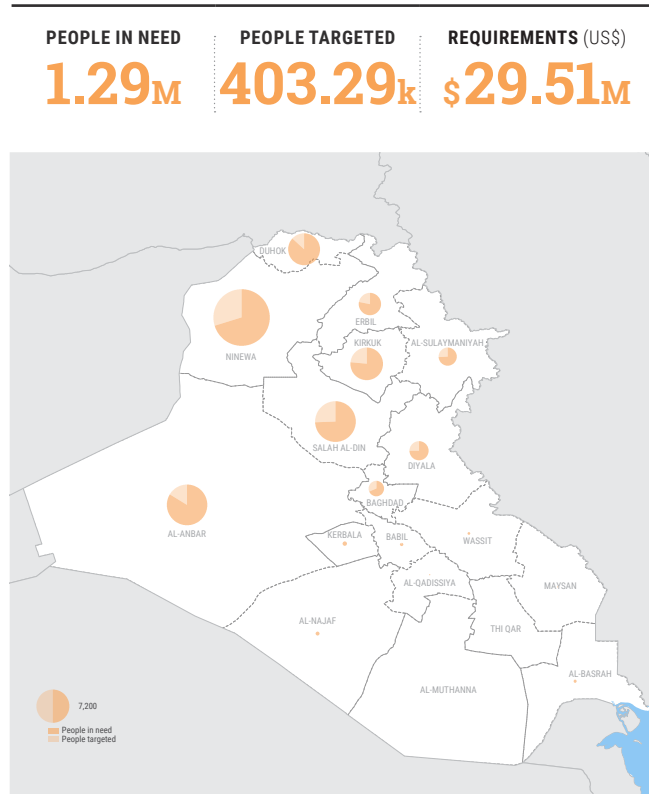 PEOPLE IN NEED
1.29M
PEOPLE TARGETED
403.29k
REQUIREMENTS (US$)
$29.51M
DUHOK
ERBIL
NINEWA
KIRKUK
AL-SULAYMANIYAH
SALAH AL-DIN
DIYALA
BAGHDAD
AL-ANBAR
KERBALA
BABIL
WASSIT
AL-QADISSIYA
MAYSAN
AL-NAJAF
THI QAR
AL-BASRAH
AL-MUTHANNA
7,200
People in need
People targeted